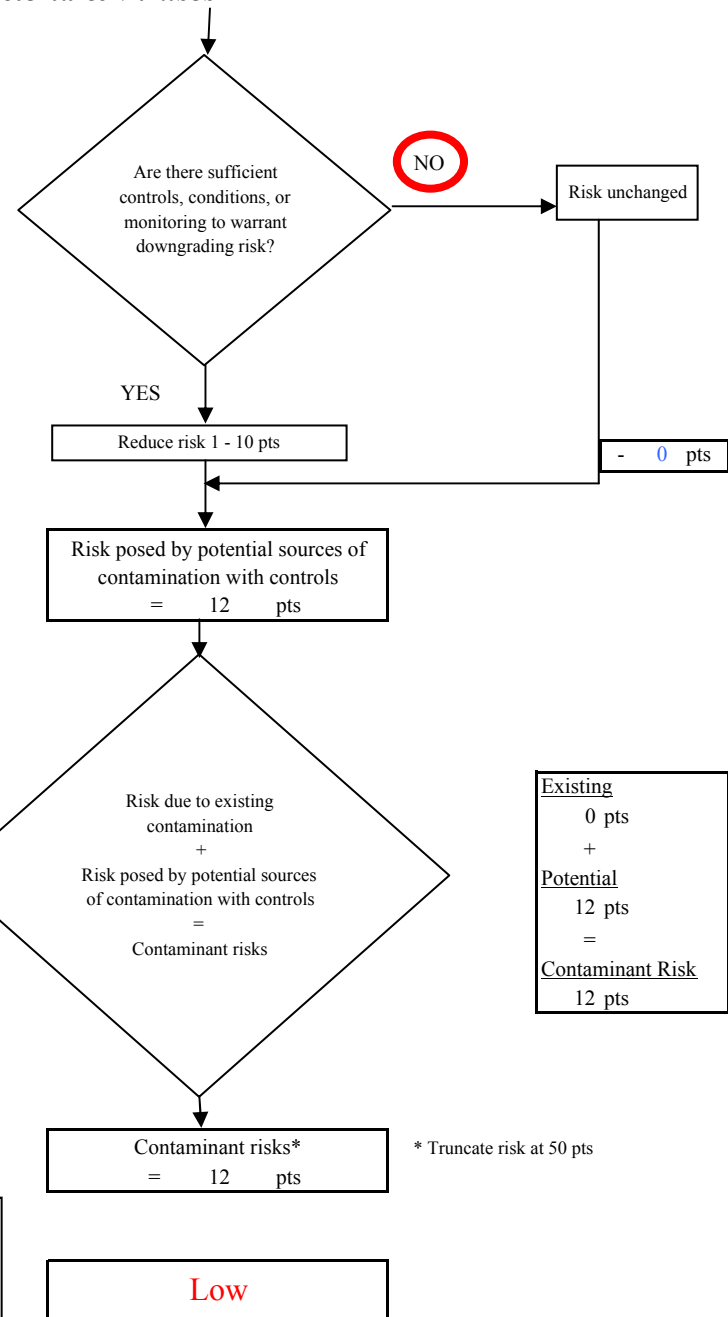 Are there sufficient
controls, conditions, or
monitoring to warrant
downgrading risk?
NO
Risk unchanged
YES
Reduce risk 1 - 10 pts
- 0 pts
Risk posed by potential sources of
contamination with controls
= 12 pts
Risk due to existing
contamination
+
Risk posed by potential sources
of contamination with controls
=
Contaminant risks
Existing
0 pts
+
Potential
12 pts
=
Contaminant Risk
12 pts
Contaminant risks*
= 12 pts
* Truncate risk at 50 pts
Low